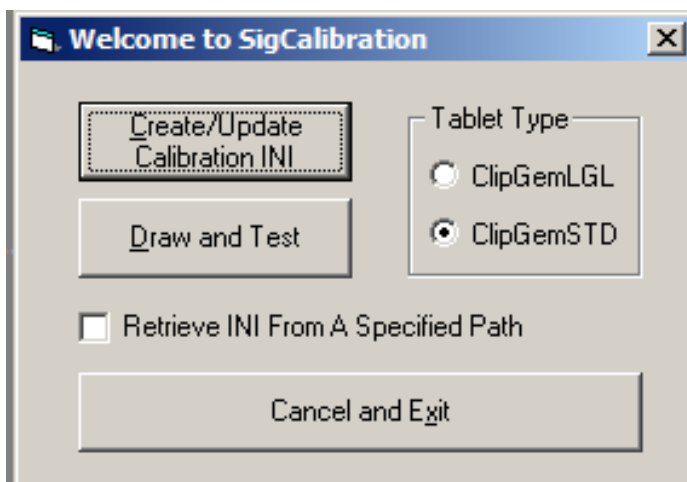 Welcome to SigCalibration
Create/Update
Calibration INI
Tablet Type
ClipGemLGL
Draw and Test
ClipGemSTD
Retrieve INI From A Specified Path
Cancel and Exit